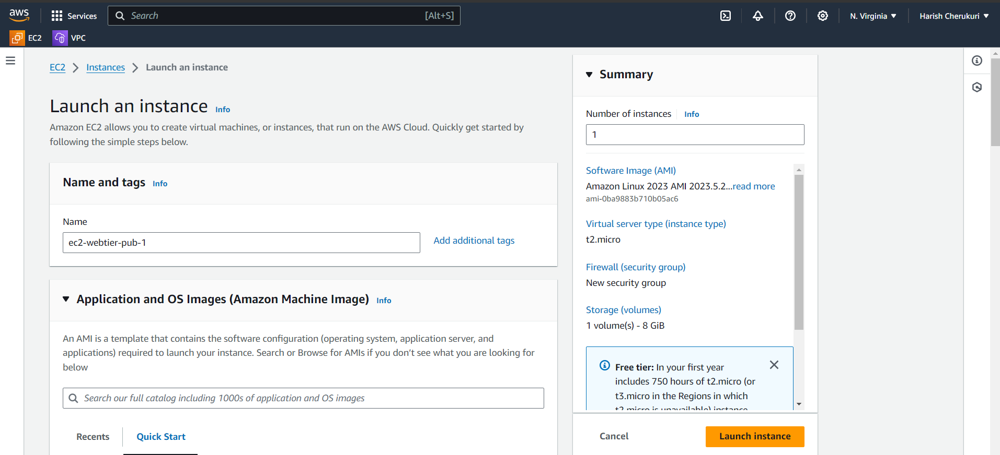 aws
Services
Search
[Alt+S]
N. Virginia
Harish Cherukuri
EC2
VPC
EC2
Instances
Launch an instance
Launch an instance
Info
Amazon EC2 allows you to create virtual machines, or instances, that run on the AWS Cloud. Quickly get started by
following the simple steps below.
Name and tags
Info
Name
ec2-webtier-pub-1
Add additional tags
Application and OS Images (Amazon Machine Image)
Info
An AMI is a template that contains the software configuration (operating system, application server, and
applications) required to launch your instance. Search or Browse for AMIs if you don’t see what you are looking for
below
Search our full catalog including 1000s of application and OS images
Recents
Quick Start
Summary
Number of instances
Info
1
Software Image (AMI)
Amazon Linux 2023 AMI 2023.5.2...read more
ami-0ba9883b710b05ac6
Virtual server type (instance type)
t2.micro
Firewall (security group)
New security group
Storage (volumes)
1 volume(s) - 8 GiB
Free tier: In your first year
includes 750 hours of t2.micro (or
t3.micro in the Regions in which
t2.micro is unavailable) instance
Cancel
Launch instance